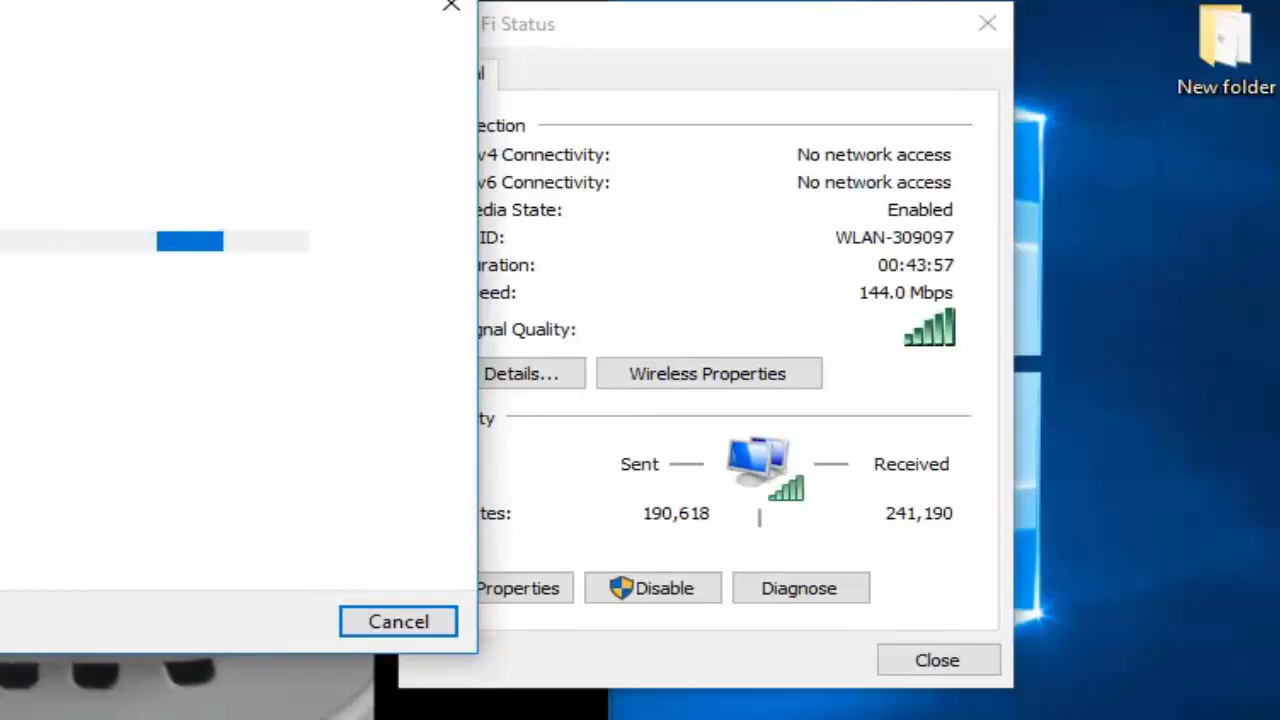 Fi Status
New folder
ection
v4 Connectivity: No network access
v6 Connectivity: No network access
edia State: Enabled
ID: WLAN-309097
uration: 00:43:57
eed: 144.0 Mbps
gnal Quality:
Details... Wireless Properties
ty
Sent Received
tes: 190,618 241,190
Properties Disable Diagnose
Cancel
Close